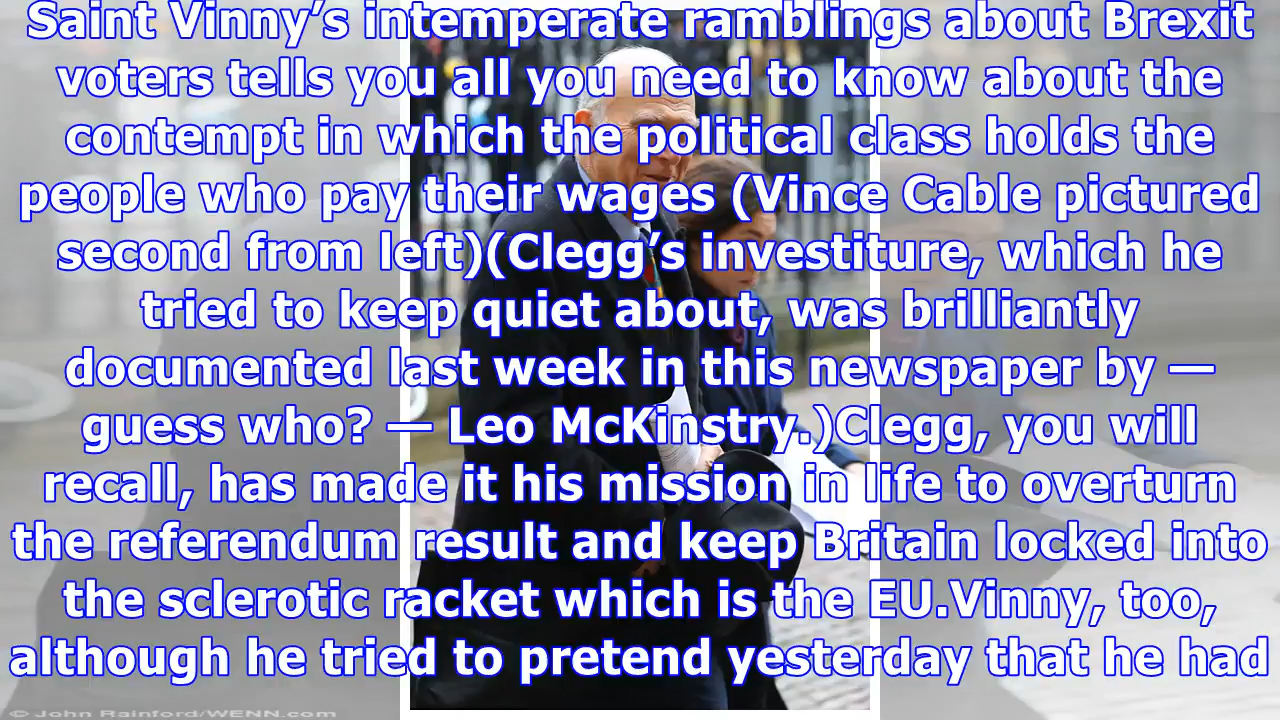 Saint Vinny’s intemperate ramblings about Brexit
voters tells you all you need to know about the
contempt in which the political class holds the
people who pay their wages (Vince Cable pictured
second from left)(Clegg’s investiture, which he
tried to keep quiet about, was brilliantly
documented last week in this newspaper by —
guess who? — Leo McKinstry.)Clegg, you will
recall, has made it his mission in life to overturn
the referendum result and keep Britain locked into
the sclerotic racket which is the EU.Vinny, too,
although he tried to pretend yesterday that he had
© John Rainford/WENN.com